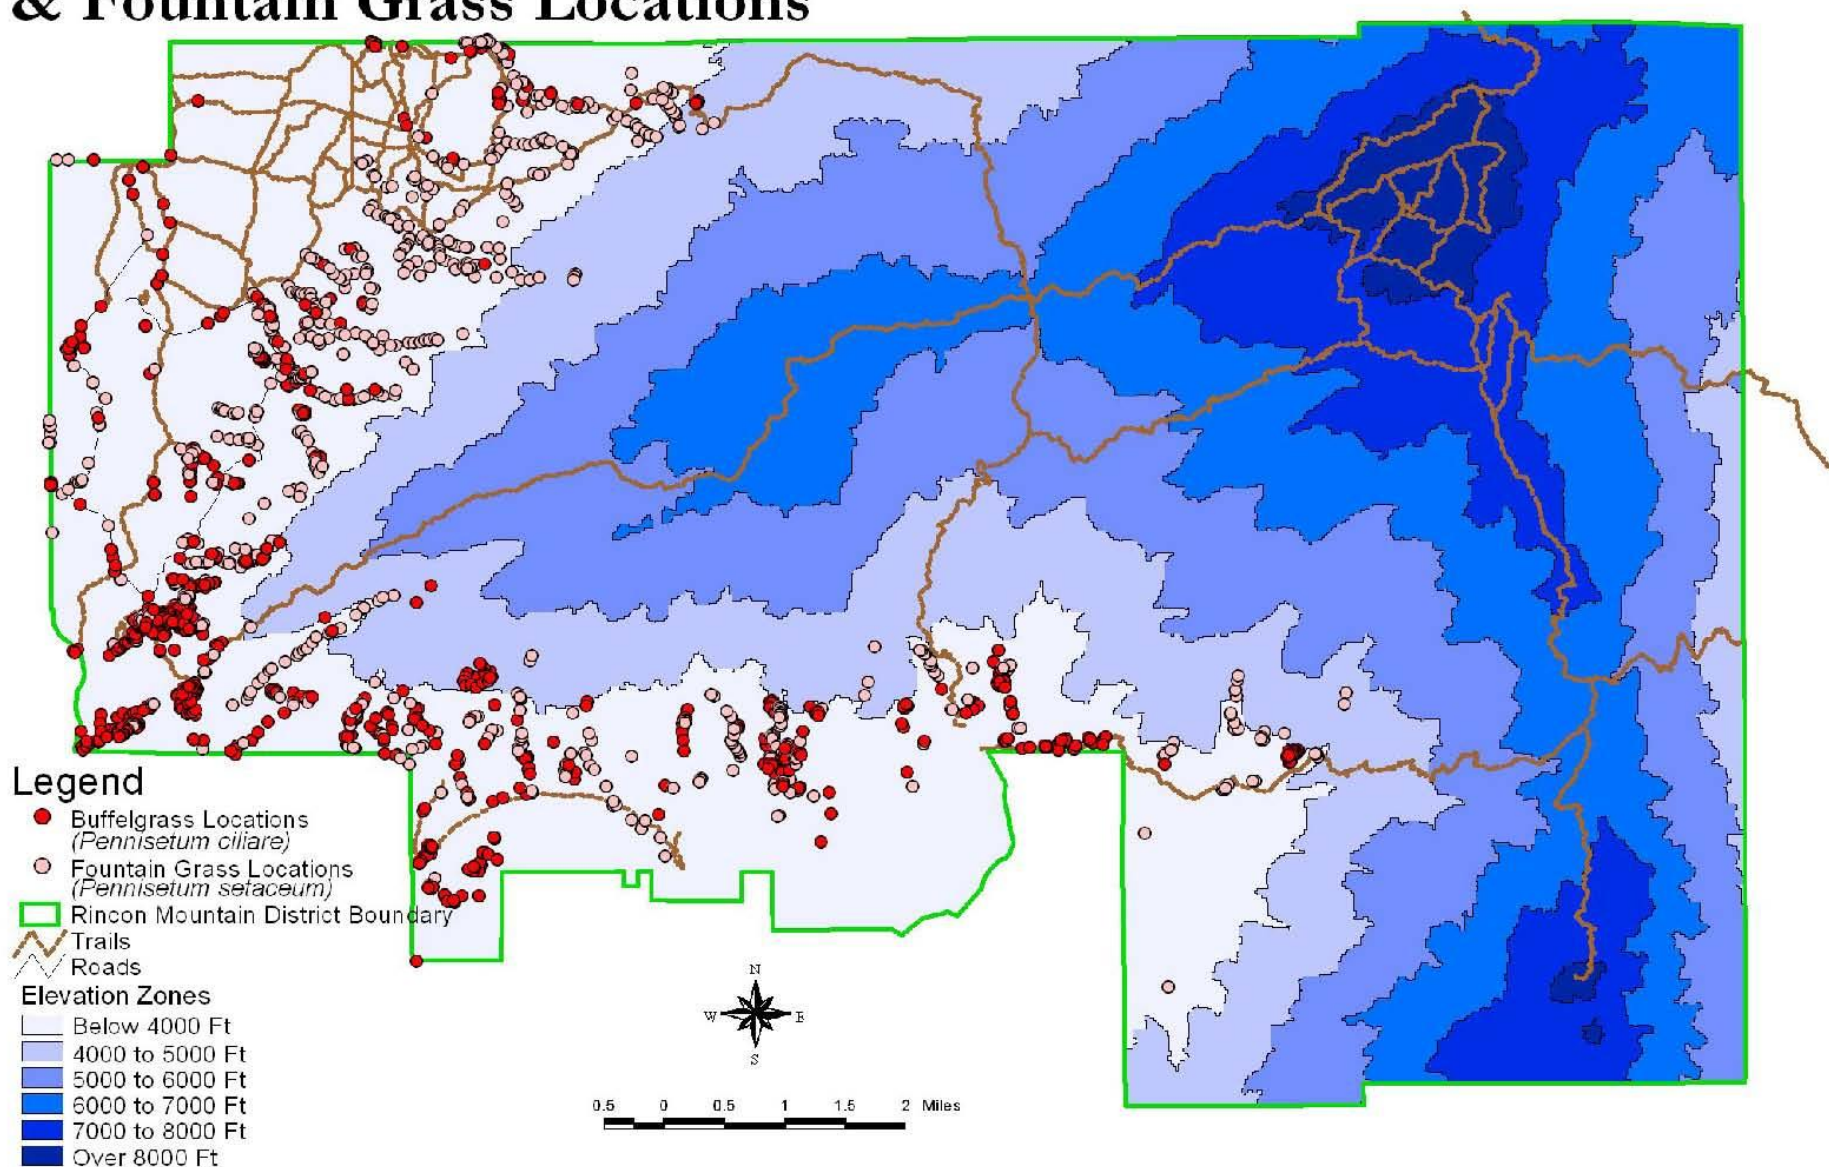 & Fountain Grass Locations
Legend
Buffelgrass Locations
(Pennisetum ciliare)
Fountain Grass Locations
(Pennisetum setaceum)
Rincon Mountain District Boundary
Trails
Roads
Elevation Zones
Below 4000 Ft
4000 to 5000 Ft
5000 to 6000 Ft
6000 to 7000 Ft
7000 to 8000 Ft
Over 8000 Ft
N
W E
S
0.5 0 0.5 1 1.5 2 Miles